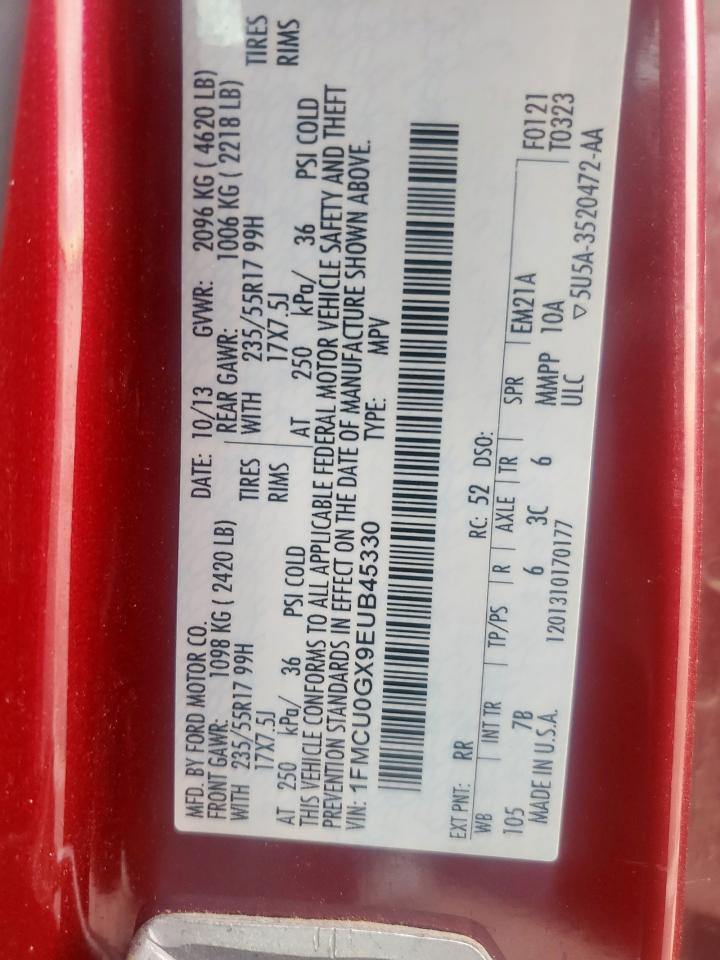 MFD. BY FORD MOTOR CO. DATE: 10/13 GVWR: 2096 KG ( 4620 LB)
FRONT GAWR: 1098 KG ( 2420 LB) REAR GAWR: 1006 KG ( 2218 LB)
WITH 235/55R17 99H TIRES WITH 235/55R17 99H TIRES
17X7.5J RIMS 17X7.5J RIMS
AT 250 kPa/ 36 PSI COLD AT 250 kPa/ 36 PSI COLD
THIS VEHICLE CONFORMS TO ALL APPLICABLE FEDERAL MOTOR VEHICLE SAFETY AND THEFT
PREVENTION STANDARDS IN EFFECT ON THE DATE OF MANUFACTURE SHOWN ABOVE.
VIN: 1FMCU0GX9EUB45330 TYPE: MPV
EXT PNT: RR RC: 52 DSO:
WB INT TR TP/PS R AXLE TR SPR EM21A F0121
105 7B 6 3C 6 MMPP 10A T0323
MADE IN U.S.A. 1201310170177 ULC ▽ 5U5A-3520472-AA